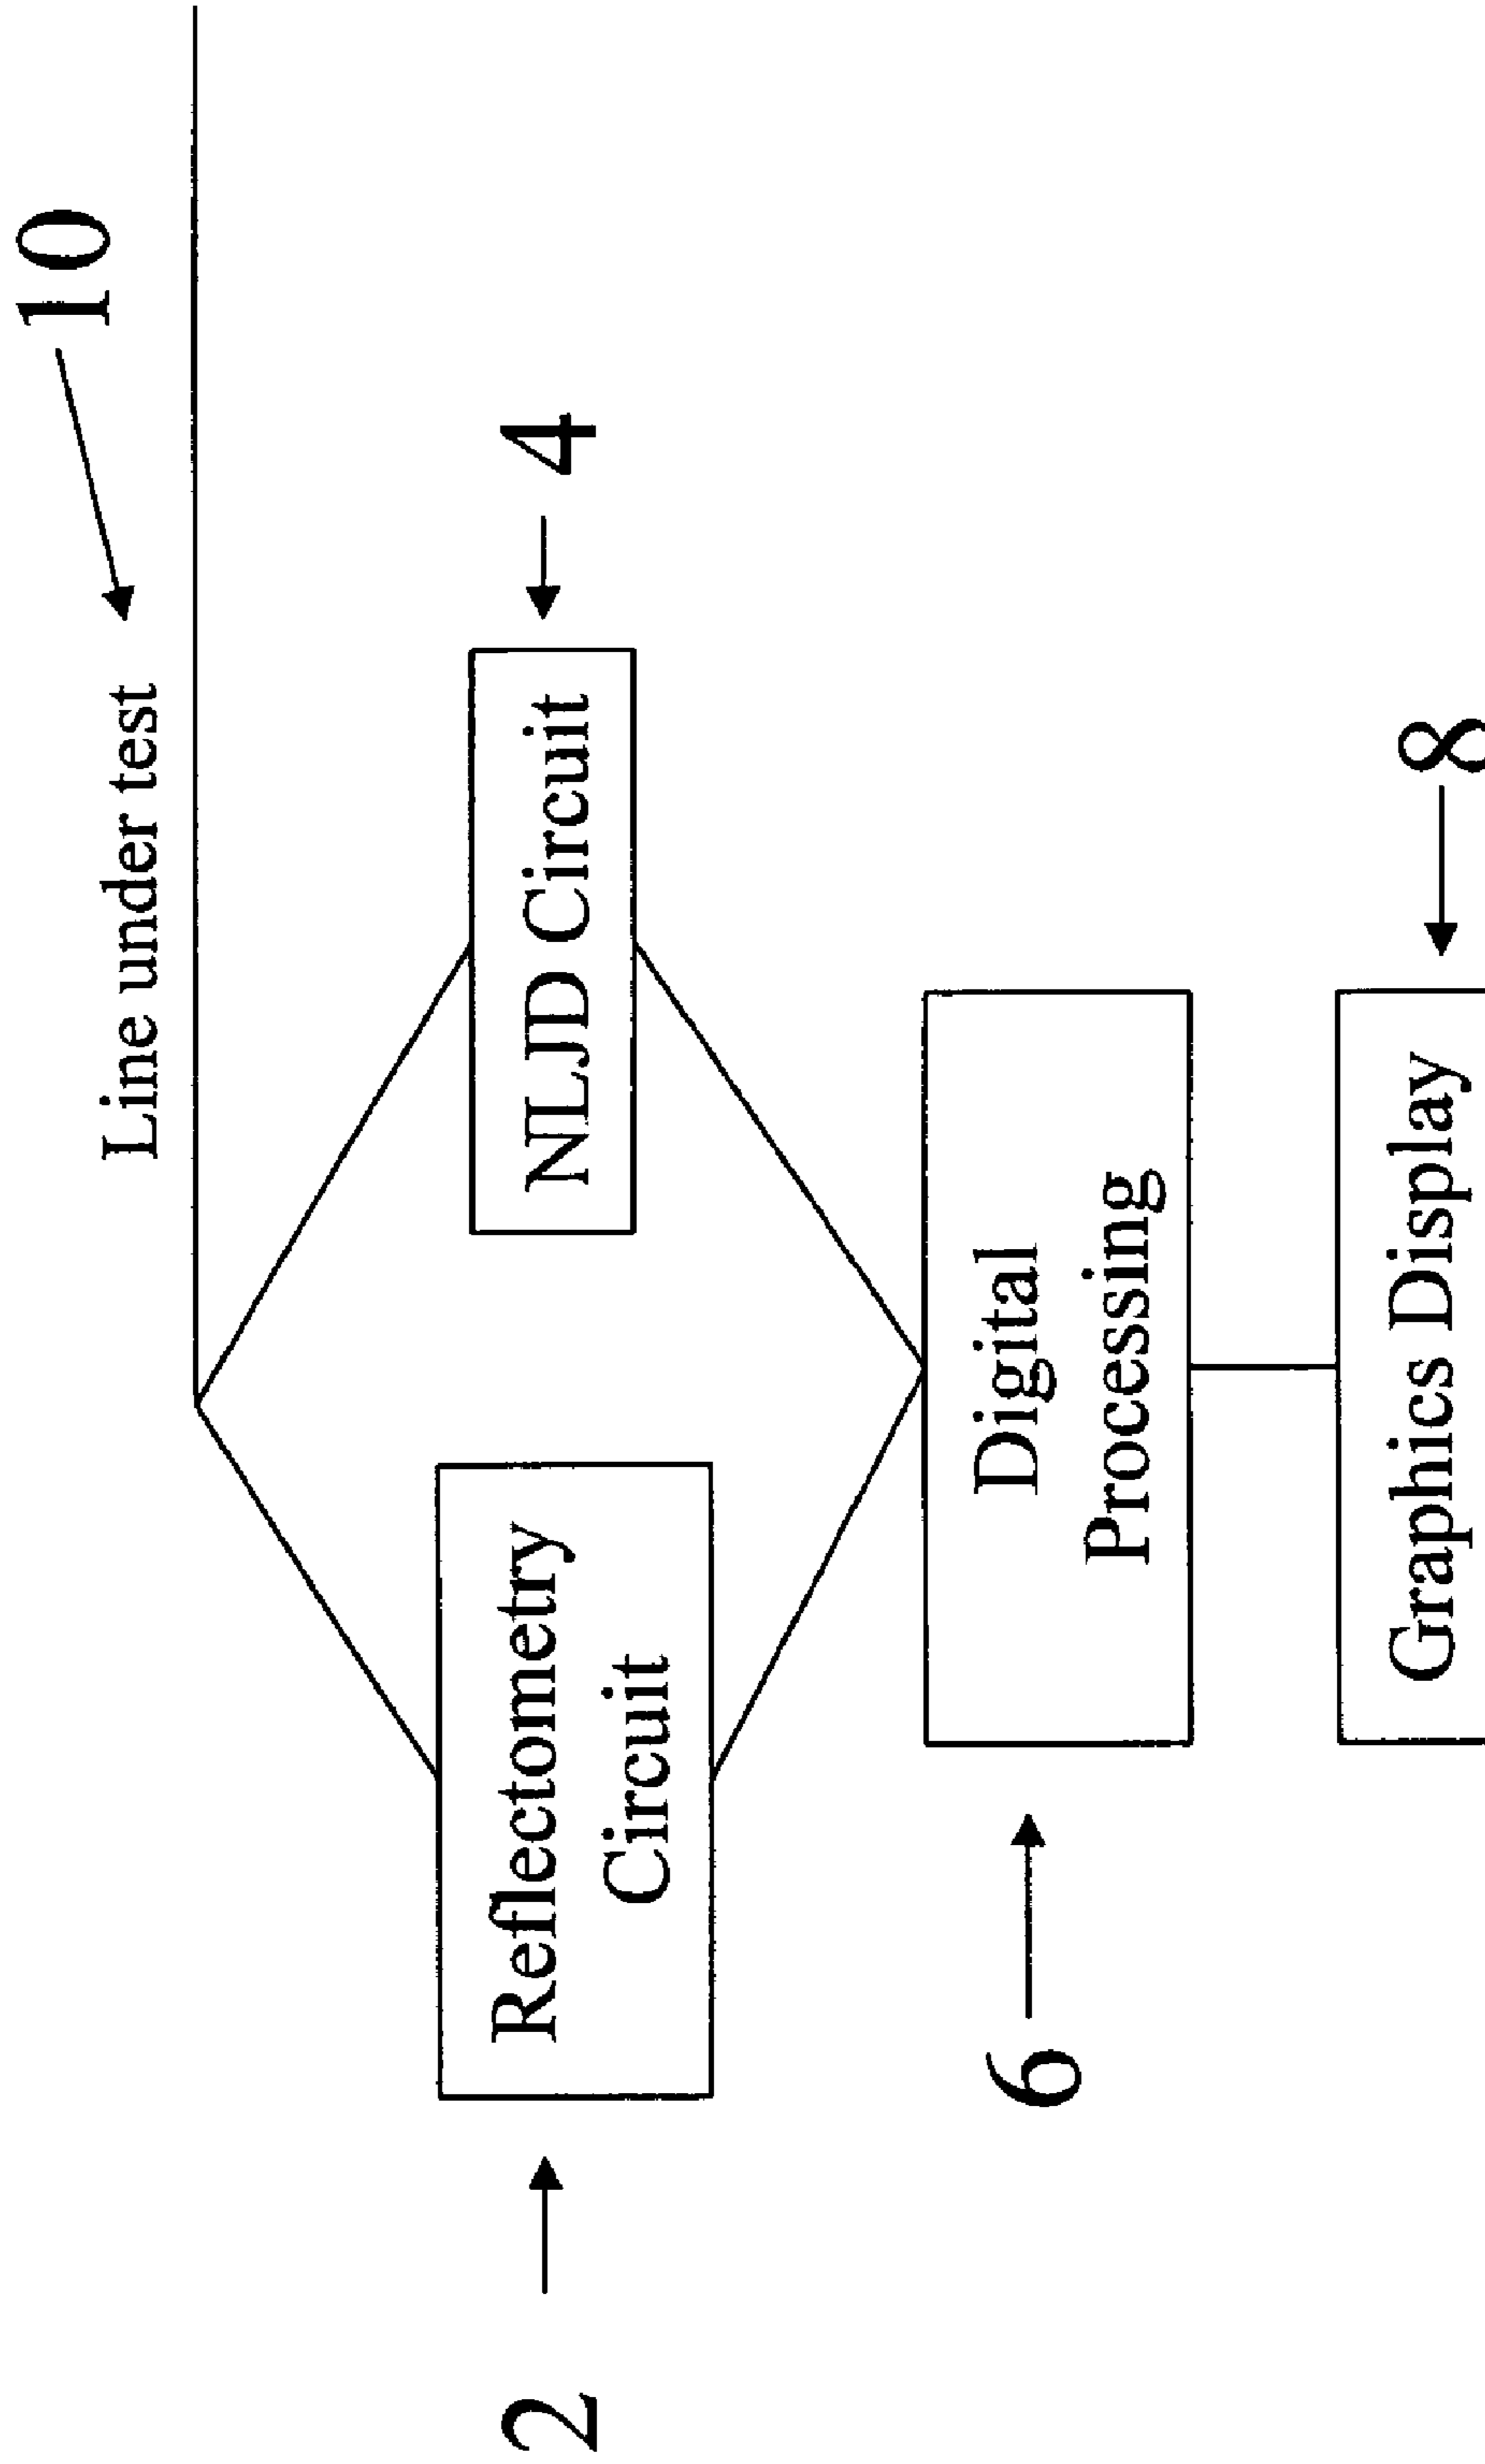 10
Line under test
2
Reflectometry
Circuit
NLJD Circuit
4
6
Digital
Processing
Graphics Display
8